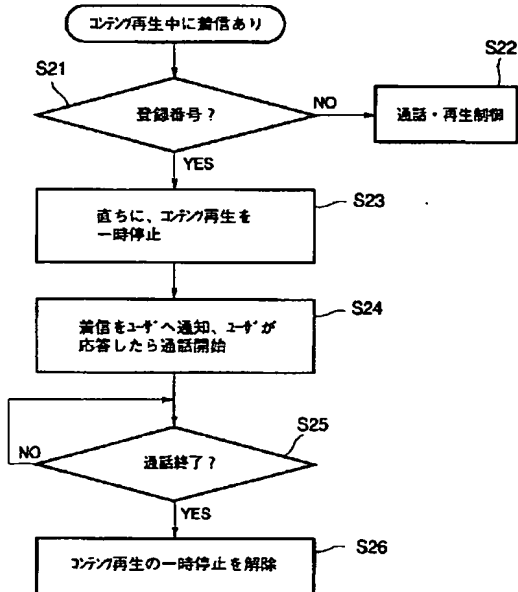 コンテンツ再生中に着信あり
S21
S22
登録番号？
NO
通話・再生制御
YES
S23
直ちに、コンテンツ再生を
一時停止
S24
着信をユーザへ通知、ユーザが
応答したら通話開始
S25
NO
通話終了？
YES
S26
コンテンツ再生の一時停止を解除